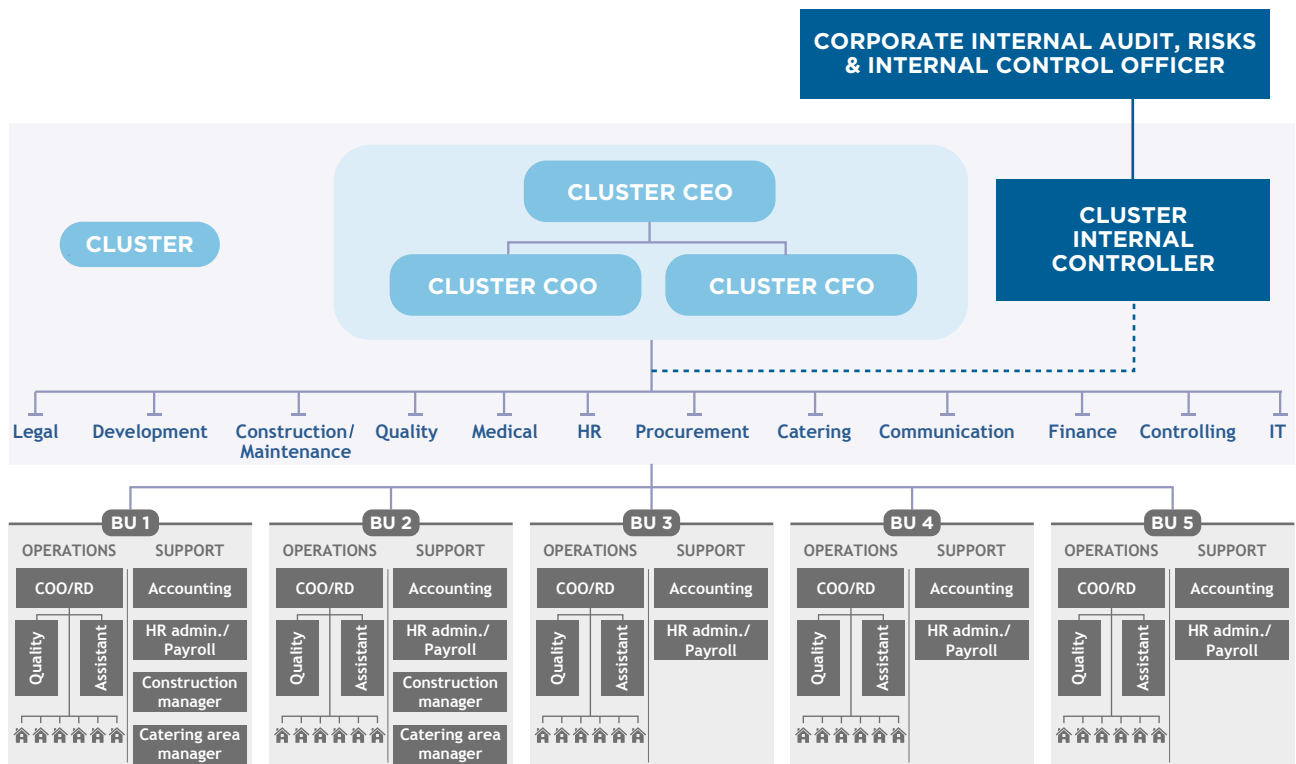 CORPORATE INTERNAL AUDIT, RISKS
& INTERNAL CONTROL OFFICER
CLUSTER CEO
CLUSTER
CLUSTER COO
CLUSTER CFO
CLUSTER
INTERNAL
CONTROLLER
Legal
Development
Construction/
Maintenance
Quality
Medical
HR
Procurement
Catering
Communication
Finance
Controlling
IT
BU 1
OPERATIONS
SUPPORT
COO/RD
Accounting
Quality
Assistant
HR admin./
Payroll
Construction
manager
Catering area
manager
BU 2
OPERATIONS
SUPPORT
COO/RD
Accounting
Quality
Assistant
HR admin./
Payroll
Construction
manager
Catering area
manager
BU 3
OPERATIONS
SUPPORT
COO/RD
Accounting
Quality
Assistant
HR admin./
Payroll
BU 4
OPERATIONS
SUPPORT
COO/RD
Accounting
Quality
Assistant
HR admin./
Payroll
BU 5
OPERATIONS
SUPPORT
COO/RD
Accounting
Quality
Assistant
HR admin./
Payroll